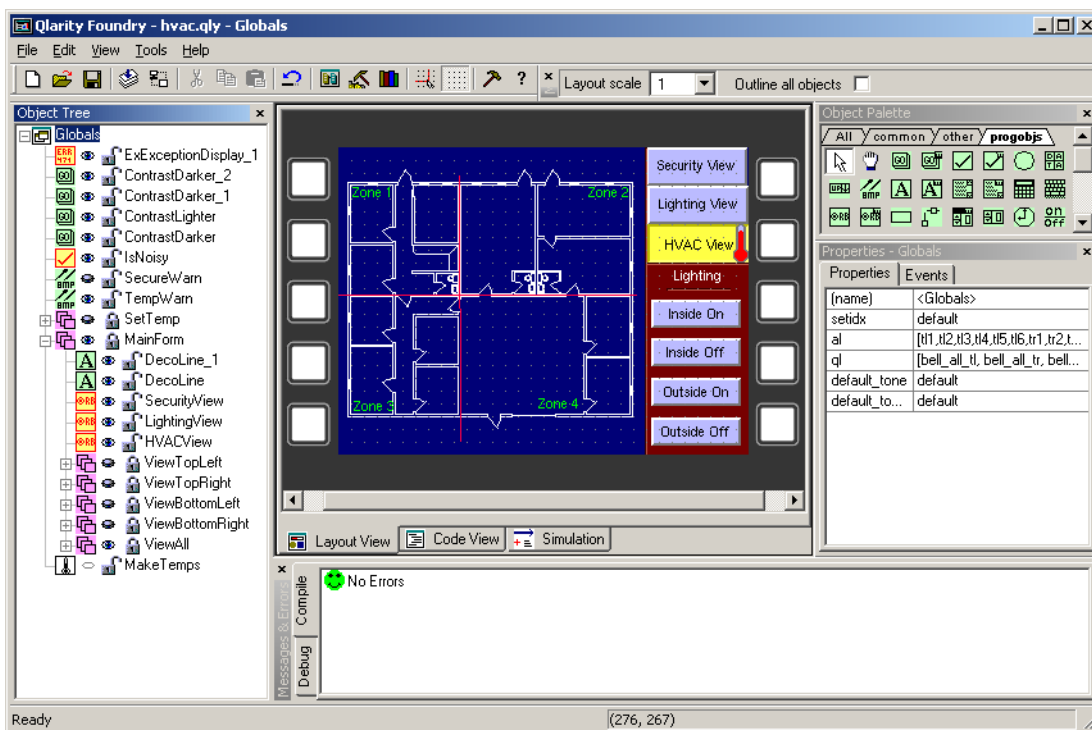 Qlarity Foundry - hvac.qly - Globals
File Edit View Tools Help
Layout scale 1 Outline all objects
Object Tree
Globals
ExExceptionDisplay_1
ContrastDarker_2
ContrastDarker_1
ContrastLighter
ContrastDarker
IsNoisy
SecureWarn
TempWarn
SetTemp
MainForm
DecoLine_1
DecoLine
SecurityView
LightingView
HVACView
ViewTopLeft
ViewTopRight
ViewBottomLeft
ViewBottomRight
ViewAll
MakeTemps
Zone 1
Zone 2
Zone 3
Zone 4
Security View
Lighting View
HVAC View
Lighting
Inside On
Inside Off
Outside On
Outside Off
Layout View Code View Simulation
Object Palette
All common other progobjs
Properties - Globals
Properties Events
(name) <Globals>
setidx default
al [tl1,tl2,tl3,tl4,tl5,tl6,tr1,tr2,t...
ql [bell_all_tl, bell_all_tr, bell...
default_tone default
default_to... default
Messages & Errors
Compile
Debug
No Errors
Ready (276, 267)